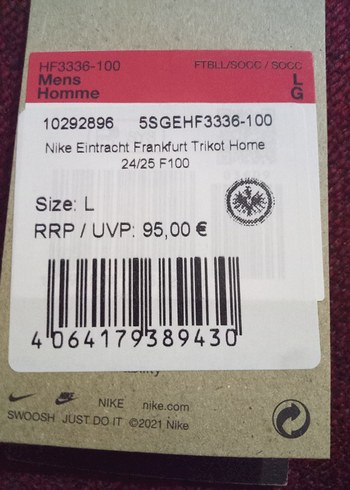 HF3336-100 FTBLL/SOCC / SOCC
Mens L
Homme G
10292896 5SGEHF3336-100
Nike Eintracht Frankfurt Trikot Home
24/25 F100
Size: L
RRP / UVP: 95,00 €
4 064179 389430
NIKE nike.com
SWOOSH JUST DO IT ©2021 Nike